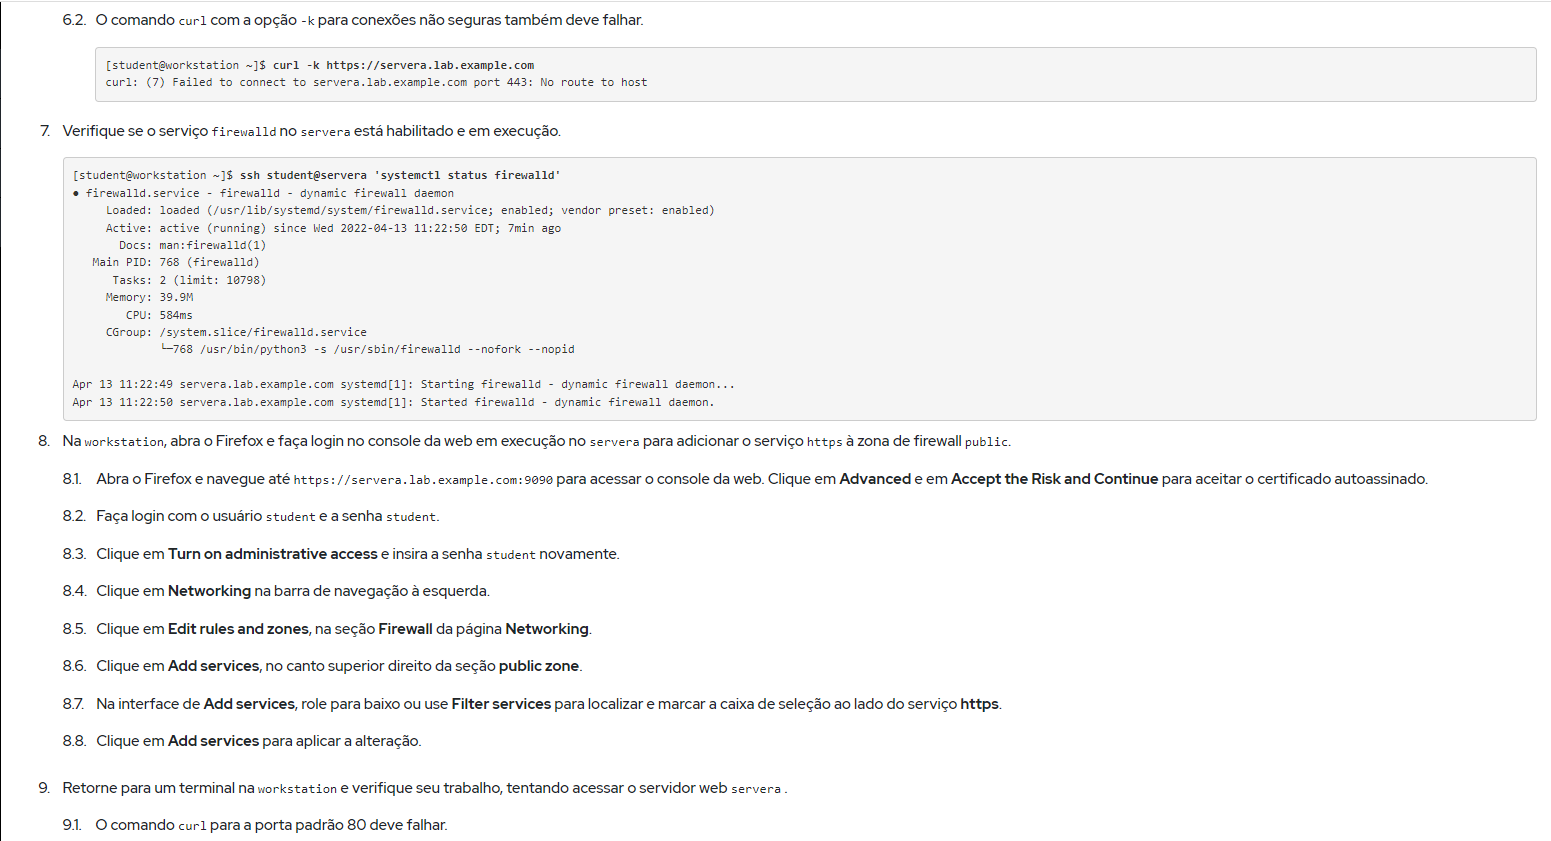 6.2. O comando curl com a opção -k para conexões não seguras também deve falhar.
[student@workstation ~]$ curl -k https://servera.lab.example.com
curl: (7) Failed to connect to servera.lab.example.com port 443: No route to host
7. Verifique se o serviço firewalld no servera está habilitado e em execução.
[student@workstation ~]$ ssh student@servera 'systemctl status firewalld'
● firewalld.service - firewalld - dynamic firewall daemon
Loaded: loaded (/usr/lib/systemd/system/firewalld.service; enabled; vendor preset: enabled)
Active: active (running) since Wed 2022-04-13 11:22:50 EDT; 7min ago
Docs: man:firewalld(1)
Main PID: 768 (firewalld)
Tasks: 2 (limit: 10798)
Memory: 39.9M
CPU: 584ms
CGroup: /system.slice/firewalld.service
└─768 /usr/bin/python3 -s /usr/sbin/firewalld --nofork --nopid
Apr 13 11:22:49 servera.lab.example.com systemd[1]: Starting firewalld - dynamic firewall daemon...
Apr 13 11:22:50 servera.lab.example.com systemd[1]: Started firewalld - dynamic firewall daemon.
8. Na workstation, abra o Firefox e faça login no console da web em execução no servera para adicionar o serviço https à zona de firewall public.
8.1. Abra o Firefox e navegue até https://servera.lab.example.com:9090 para acessar o console da web. Clique em Advanced e em Accept the Risk and Continue para aceitar o certificado autoassinado.
8.2. Faça login com o usuário student e a senha student.
8.3. Clique em Turn on administrative access e insira a senha student novamente.
8.4. Clique em Networking na barra de navegação à esquerda.
8.5. Clique em Edit rules and zones, na seção Firewall da página Networking.
8.6. Clique em Add services, no canto superior direito da seção public zone.
8.7. Na interface de Add services, role para baixo ou use Filter services para localizar e marcar a caixa de seleção ao lado do serviço https.
8.8. Clique em Add services para aplicar a alteração.
9. Retorne para um terminal na workstation e verifique seu trabalho, tentando acessar o servidor web servera .
9.1. O comando curl para a porta padrão 80 deve falhar.